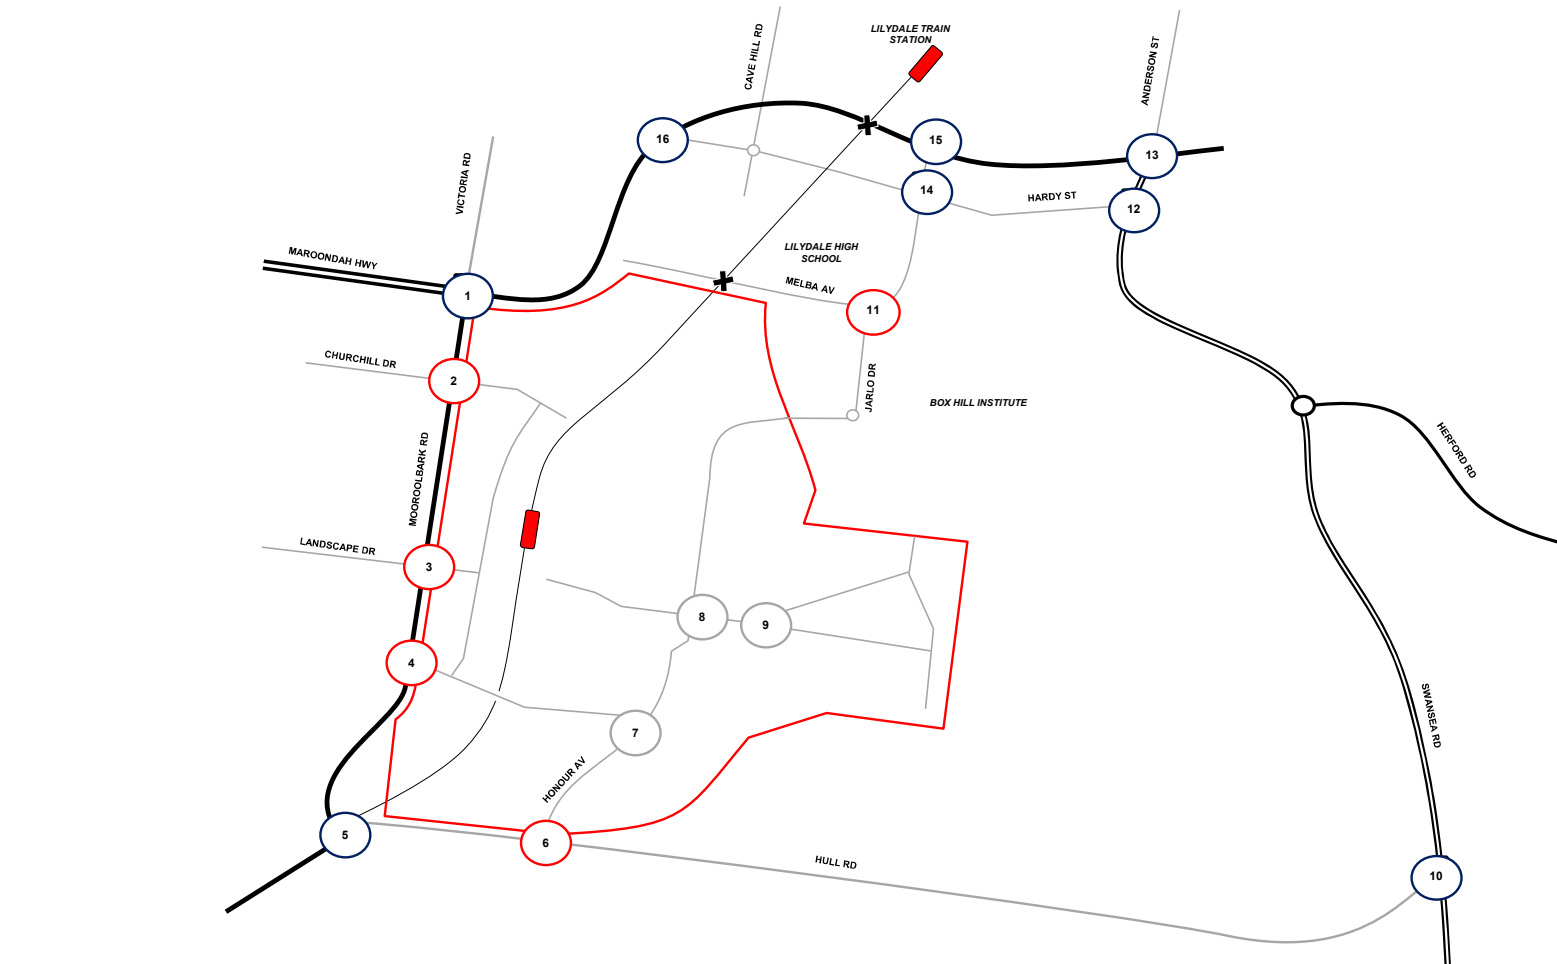 LILYDALE TRAIN
STATION
CAVE HILL RD
ANDERSON ST
16
15
13
VICTORIA RD
14
HARDY ST
12
MAROONDAH HWY
LILYDALE HIGH
SCHOOL
1
MELBA AV
11
CHURCHILL DR
2
JARLO DR
BOX HILL INSTITUTE
HERFORD RD
MOOROOLBARK RD
LANDSCAPE DR
3
8
9
4
7
SWANSEA RD
HONOUR AV
5
6
HULL RD
10